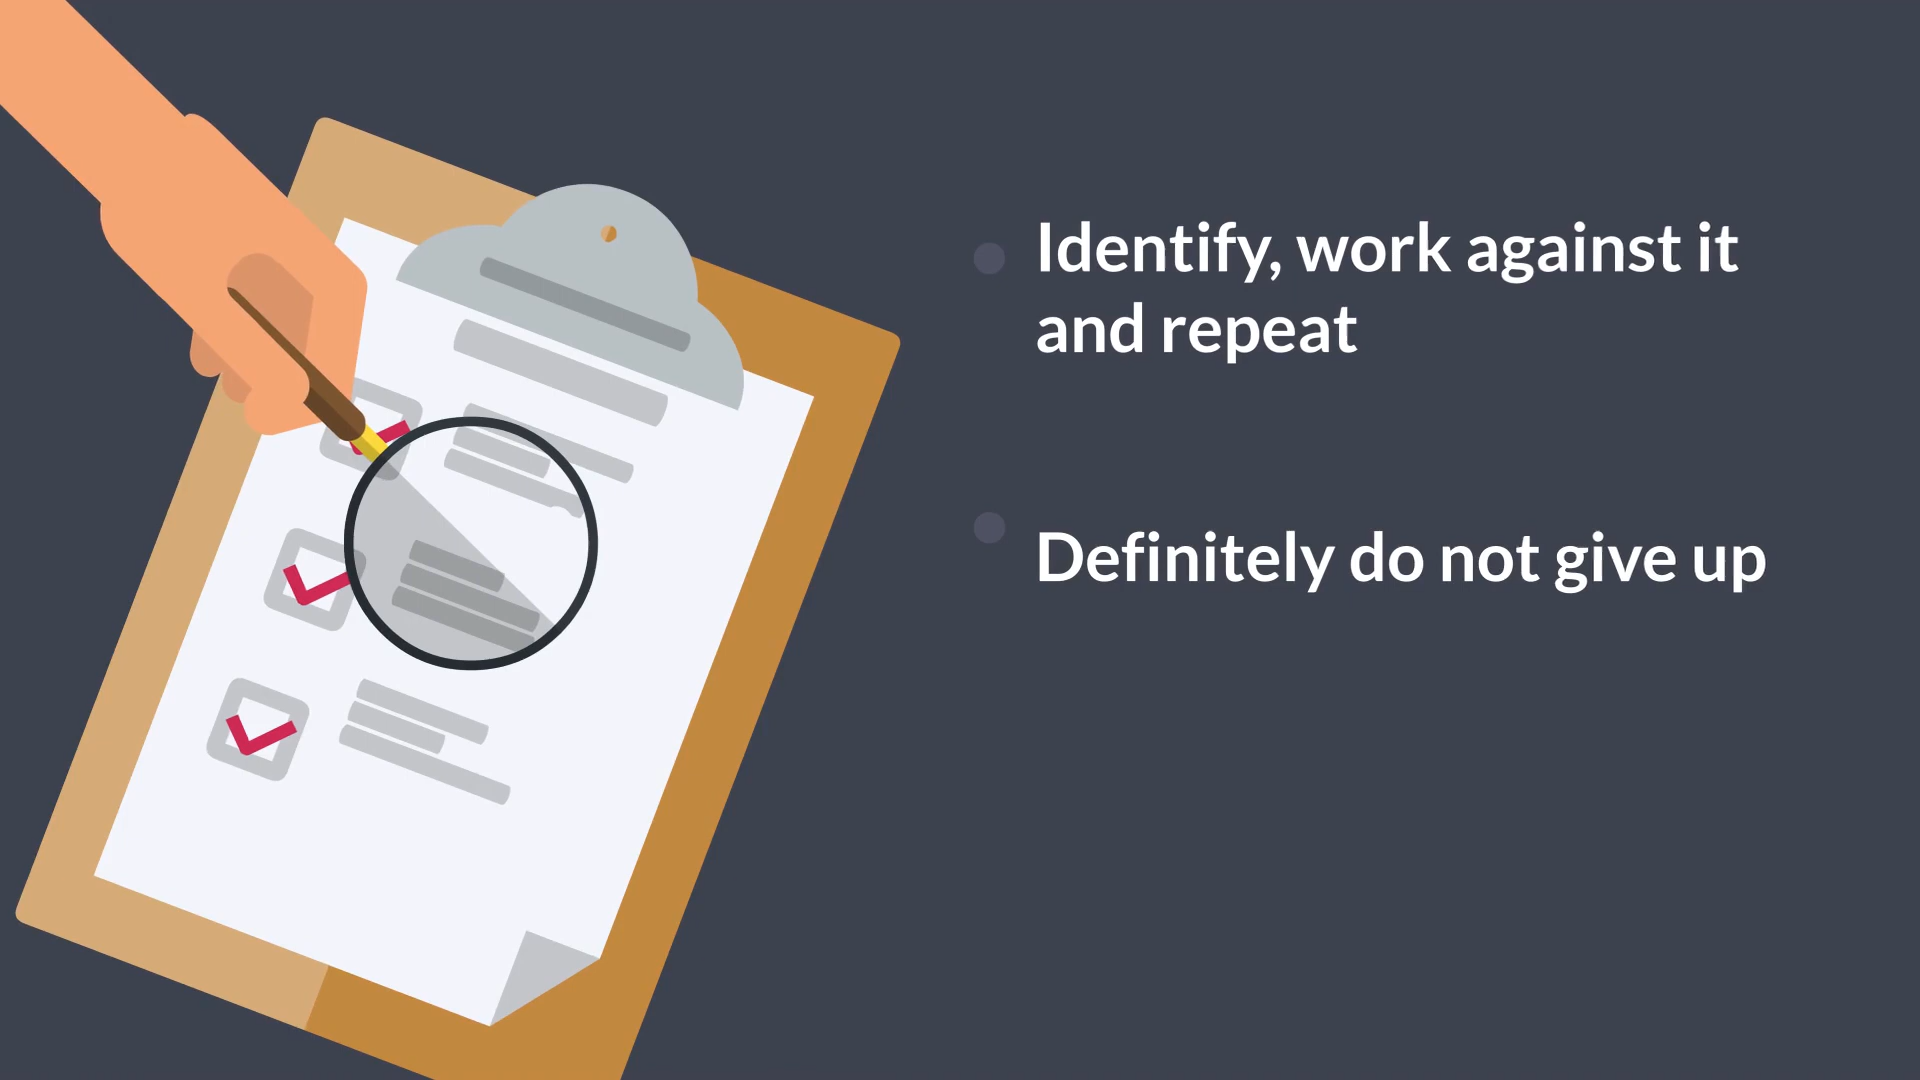 Identify, work against it
and repeat
Definitely do not give up